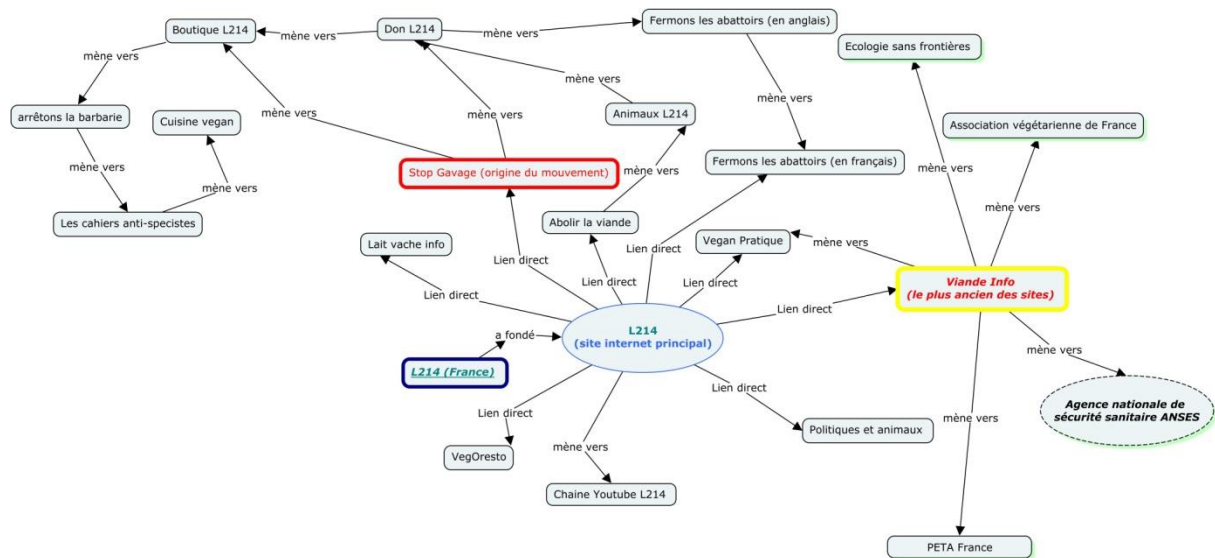 Boutique L214
mène vers
Don L214
mène vers
Fermons les abattoirs (en anglais)
Ecologie sans frontières
mène vers
mène vers
mène vers
mène vers
mène vers
arrêtons la barbarie
Cuisine vegan
Animaux L214
Association végétarienne de France
mène vers
mène vers
Stop Gavage (origine du mouvement)
mène vers
Fermons les abattoirs (en français)
mène vers
mène vers
Les cahiers anti-specistes
Abolir la viande
Lait vache info
Vegan Pratique
mène vers
Lien direct
Lien direct
Lien direct
Lien direct
Viande Info
(le plus ancien des sites)
Lien direct
Lien direct
a fondé
L214
(site internet principal)
L214 (France)
mène vers
Lien direct
Lien direct
Agence nationale de
sécurité sanitaire ANSES
mène vers
Politiques et animaux
mène vers
VegOresto
Chaine Youtube L214
PETA France